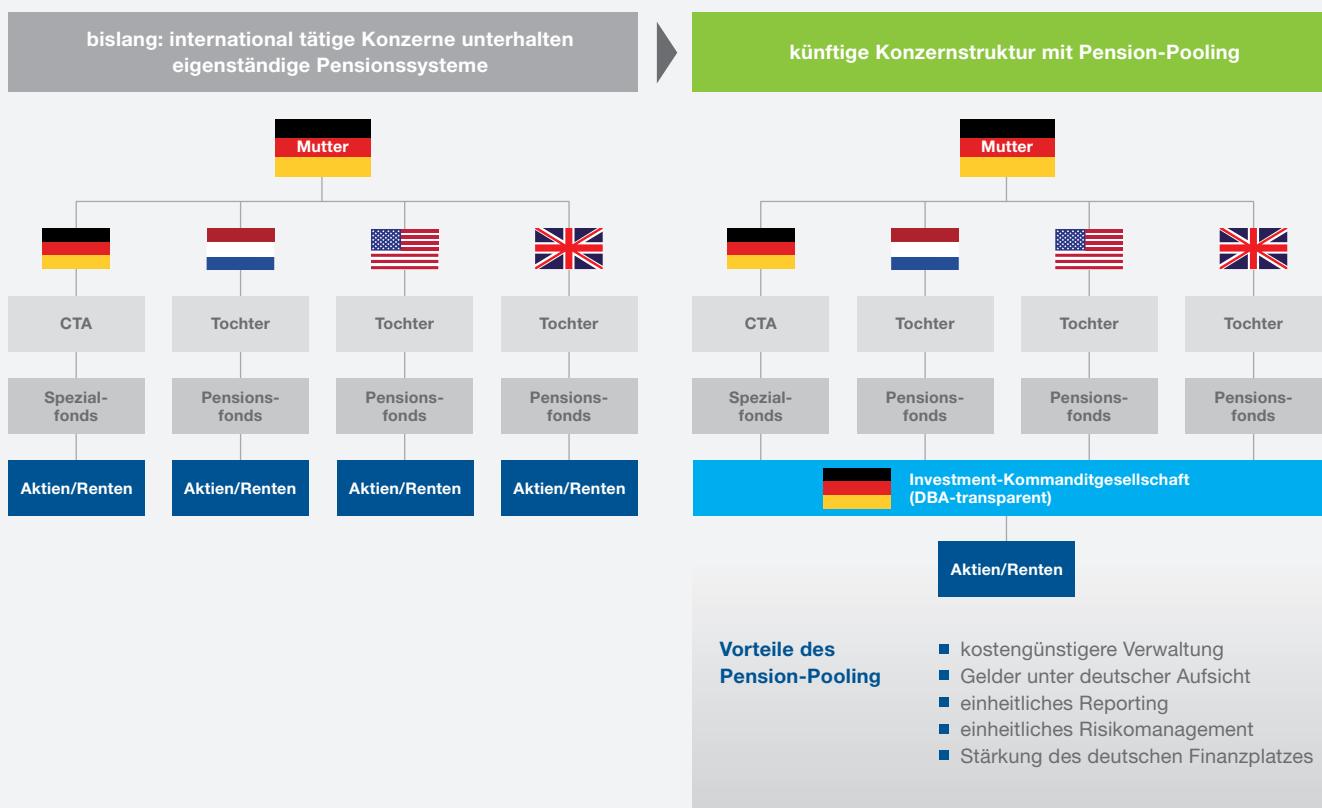 bislang: international tätige Konzerne unterhalten
eigenständige Pensionssysteme
Mutter
CTA
Tochter
Tochter
Tochter
Spezial-
fonds
Pensions-
fonds
Pensions-
fonds
Pensions-
fonds
Aktien/Renten
Aktien/Renten
Aktien/Renten
Aktien/Renten
künftige Konzernstruktur mit Pension-Pooling
Mutter
CTA
Tochter
Tochter
Tochter
Spezial-
fonds
Pensions-
fonds
Pensions-
fonds
Pensions-
fonds
Investment-Kommanditgesellschaft
(DBA-transparent)
Aktien/Renten
Vorteile des
Pension-Pooling
kostengünstigere Verwaltung
Gelder unter deutscher Aufsicht
einheitliches Reporting
einheitliches Risikomanagement
Stärkung des deutschen Finanzplatzes